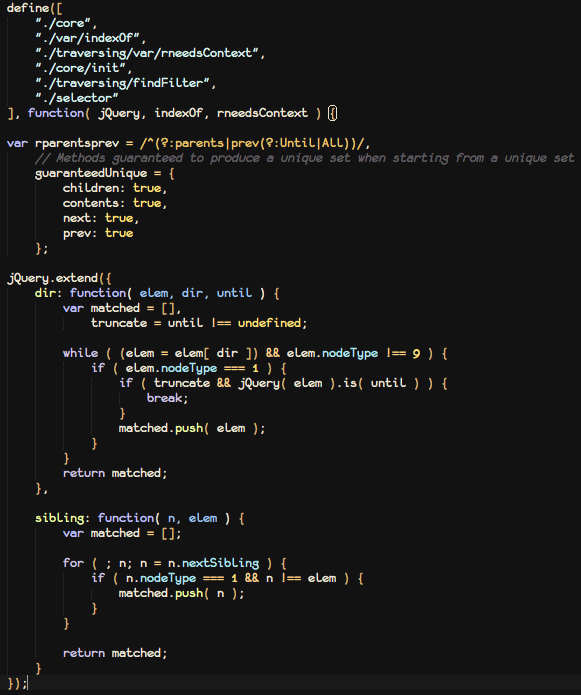 define([
    "./core",
    "./var/indexOf",
    "./traversing/var/rneedsContext",
    "./core/init",
    "./traversing/findFilter",
    "./selector"
], function( jQuery, indexOf, rneedsContext ) {

var rparentsprev = /^(?:parents|prev(?:Until|All))/,
    // Methods guaranteed to produce a unique set when starting from a unique set
    guaranteedUnique = {
        children: true,
        contents: true,
        next: true,
        prev: true
    };

jQuery.extend({
    dir: function( elem, dir, until ) {
        var matched = [],
            truncate = until !== undefined;

        while ( (elem = elem[ dir ]) && elem.nodeType !== 9 ) {
            if ( elem.nodeType === 1 ) {
                if ( truncate && jQuery( elem ).is( until ) ) {
                    break;
                }
                matched.push( elem );
            }
        }
        return matched;
    },

    sibling: function( n, elem ) {
        var matched = [];

        for ( ; n; n = n.nextSibling ) {
            if ( n.nodeType === 1 && n !== elem ) {
                matched.push( n );
            }
        }

        return matched;
    }
});